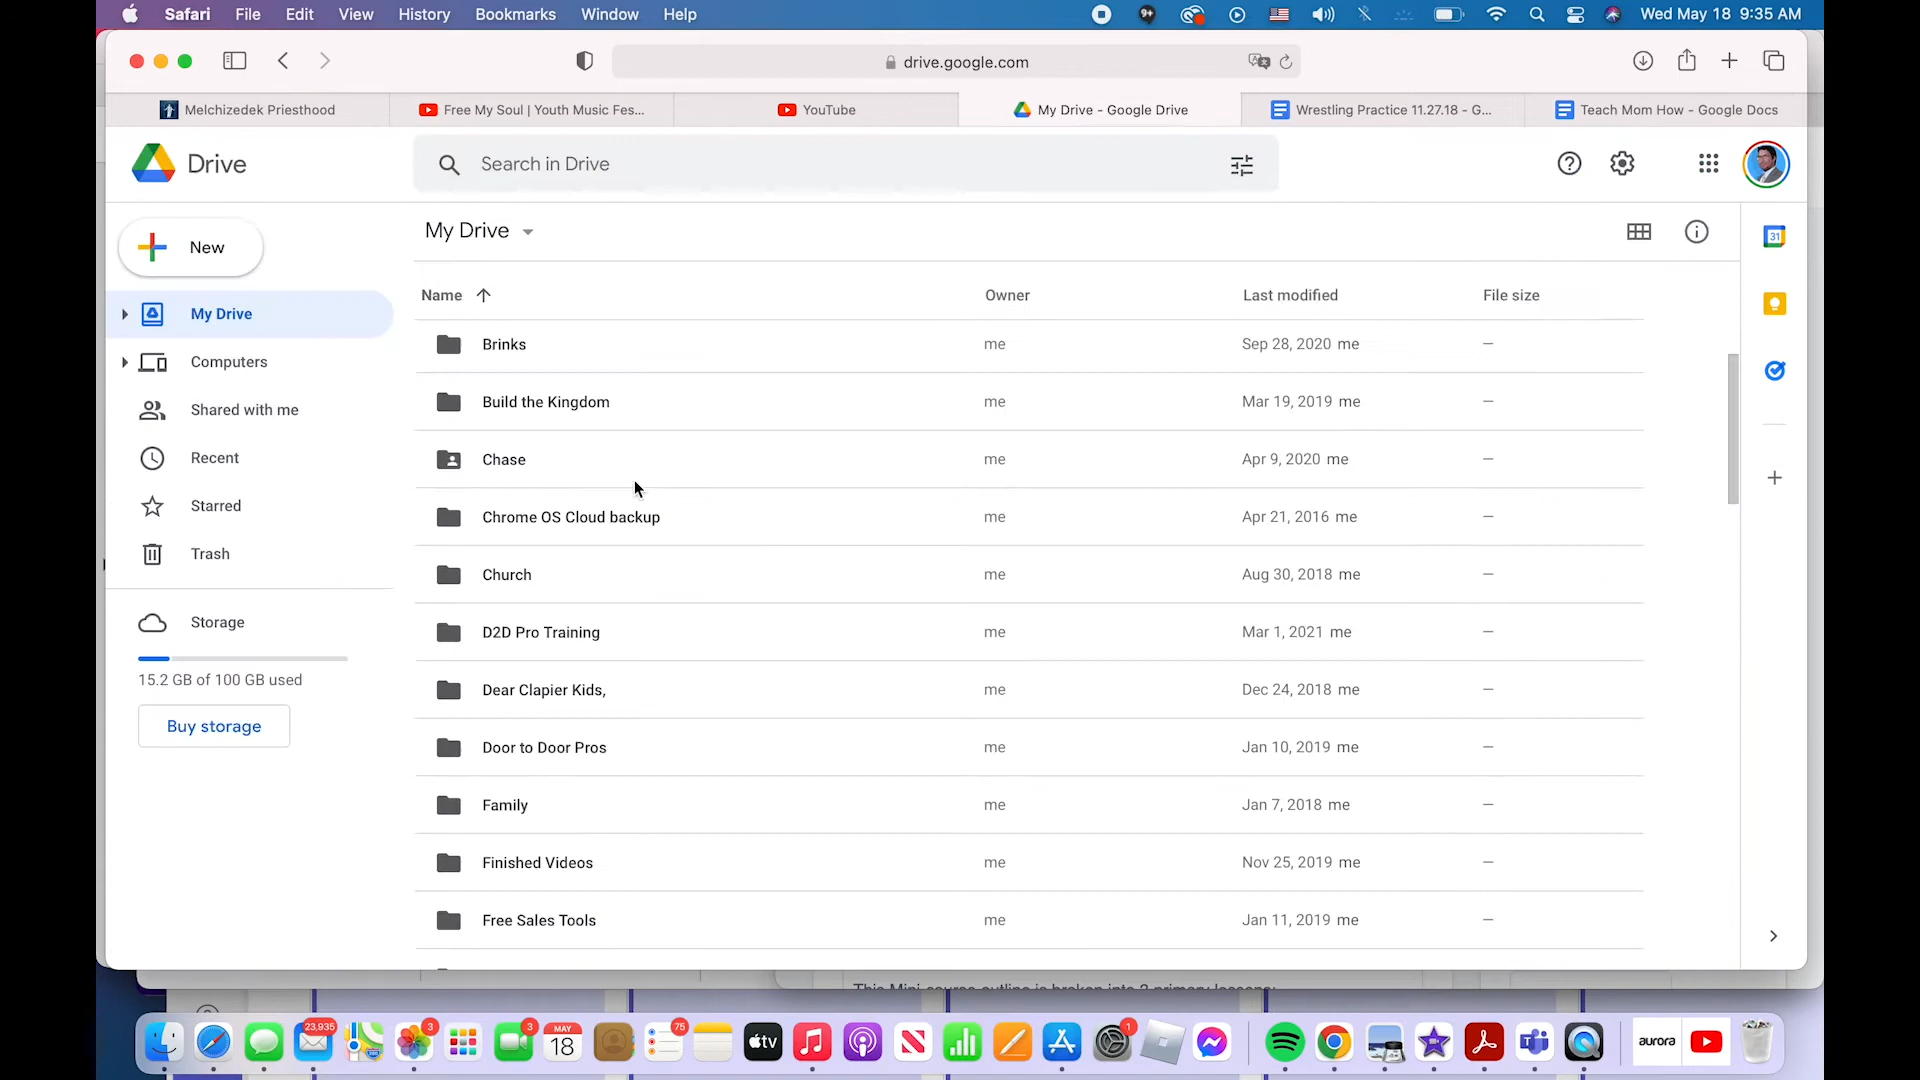 Safari File Edit View History Bookmarks Window Help Wed May 18 9:35 AM
drive.google.com
Melchizedek Priesthood Free My Soul | Youth Music Fes... YouTube My Drive - Google Drive Wrestling Practice 11.27.18 - G... Teach Mom How - Google Docs
Drive Search in Drive
My Drive
New
Name Owner Last modified File size
My Drive
Brinks me Sep 28, 2020 me —
Computers
Build the Kingdom me Mar 19, 2019 me —
Shared with me
Chase me Apr 9, 2020 me —
Recent
Starred
Chrome OS Cloud backup me Apr 21, 2016 me —
Trash
Church me Aug 30, 2018 me —
Storage
D2D Pro Training me Mar 1, 2021 me —
15.2 GB of 100 GB used
Dear Clapier Kids, me Dec 24, 2018 me —
Buy storage
Door to Door Pros me Jan 10, 2019 me —
Family me Jan 7, 2018 me —
Finished Videos me Nov 25, 2019 me —
Free Sales Tools me Jan 11, 2019 me —
31
9+
23,935 3 3 MAY 18 75 tv 1 aurora